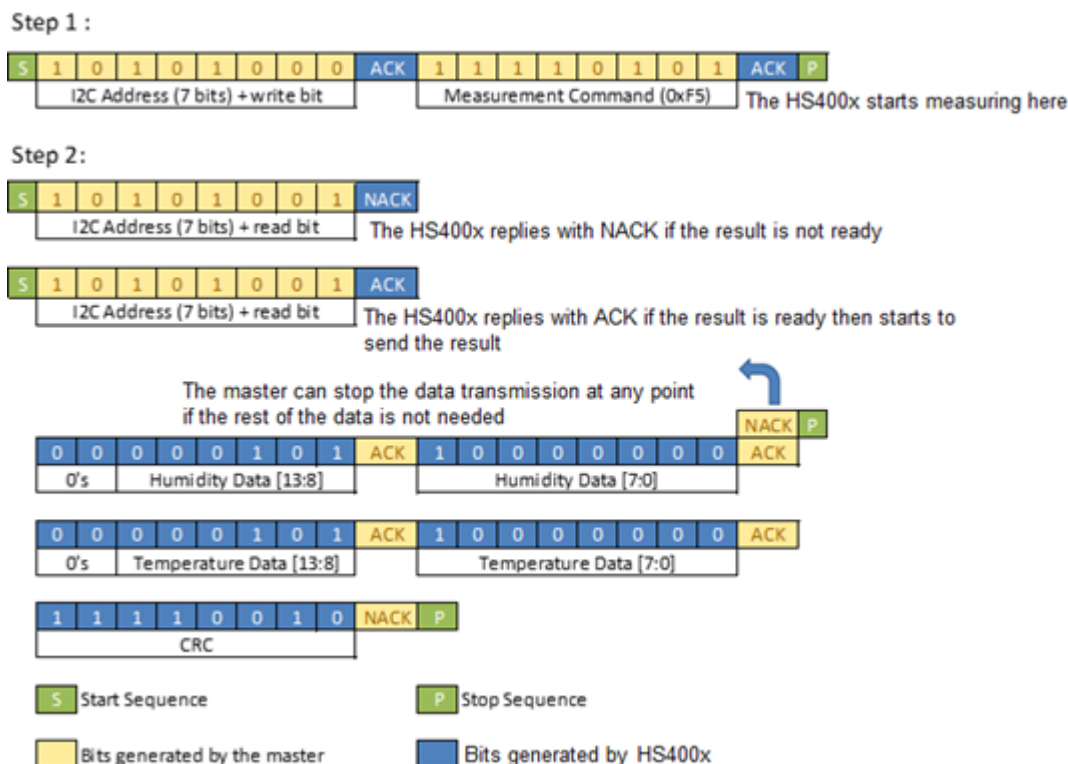 Step 1 :
S 1 0 1 0 1 0 0 0 ACK 1 1 1 1 0 1 0 1 ACK P
I2C Address (7 bits) + write bit Measurement Command (0xF5) The HS400x starts measuring here
Step 2:
S 1 0 1 0 1 0 0 1 NACK
I2C Address (7 bits) + read bit The HS400x replies with NACK if the result is not ready
S 1 0 1 0 1 0 0 1 ACK
I2C Address (7 bits) + read bit The HS400x replies with ACK if the result is ready then starts to
send the result
The master can stop the data transmission at any point
if the rest of the data is not needed
NACK P
0 0 0 0 0 1 0 1 ACK 1 0 0 0 0 0 0 0 ACK
0's Humidity Data [13:8] Humidity Data [7:0]
0 0 0 0 0 1 0 1 ACK 1 0 0 0 0 0 0 0 ACK
0's Temperature Data [13:8] Temperature Data [7:0]
1 1 1 1 0 0 1 0 NACK P
CRC
S Start Sequence P Stop Sequence
Bits generated by the master Bits generated by HS400x